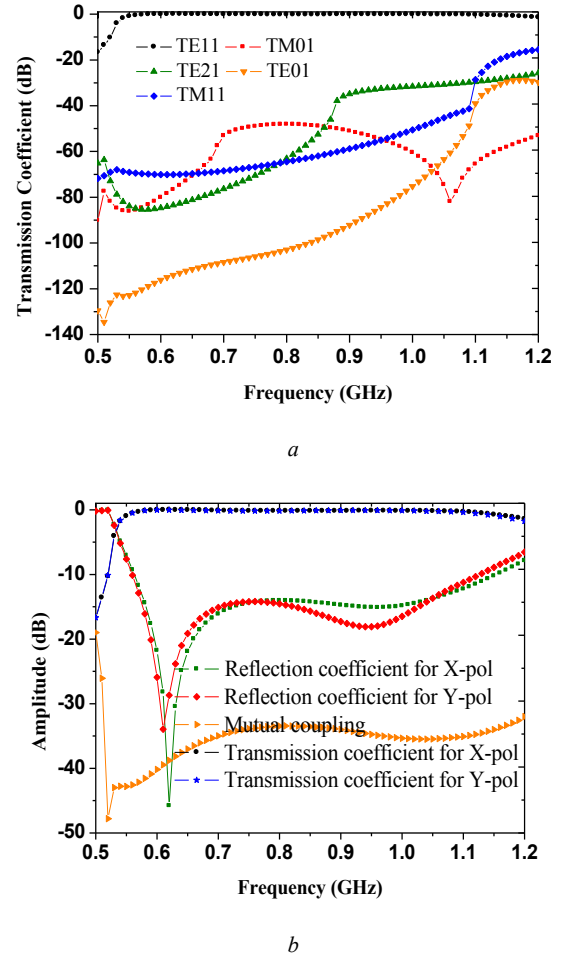 0
-20
-40
-60
-80
-100
-120
-140
Transmission Coefficient (dB)
TE11 TM01
TE21 TE01
TM11
0.5 0.6 0.7 0.8 0.9 1.0 1.1 1.2
Frequency (GHz)
a
0
-10
-20
-30
-40
-50
Amplitude (dB)
Reflection coefficient for X-pol
Reflection coefficient for Y-pol
Mutual coupling
Transmission coefficient for X-pol
Transmission coefficient for Y-pol
0.5 0.6 0.7 0.8 0.9 1.0 1.1 1.2
Frequency (GHz)
b